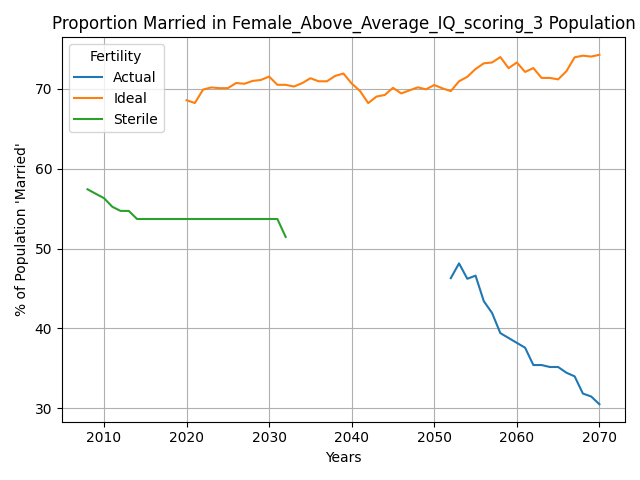 Proportion Married in Female_Above_Average_IQ_scoring_3 Population
Fertility
Actual
Ideal
Sterile
% of Population 'Married'
70
60
50
40
30
2010 2020 2030 2040 2050 2060 2070
Years